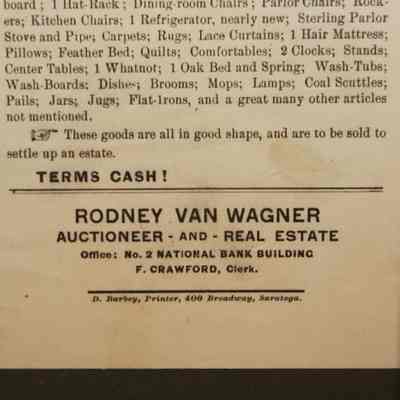 board; 1 Hat-Rack; Dining-room Chairs; Parlor Chairs; Rock-
ers; Kitchen Chairs; 1 Refrigerator, nearly new; Sterling Parlor
Stove and Pipe; Carpets; Rugs; Lace Curtains; 1 Hair Mattress;
Pillows; Feather Bed; Quilts; Comfortables; 2 Clocks; Stands;
Center Tables; 1 Whatnot; 1 Oak Bed and Spring; Wash-Tubs;
Wash-Boards; Dishes; Brooms; Mops; Lamps; Coal Scuttles;
Pails; Jars; Jugs; Flat-Irons, and a great many other articles
not mentioned.
☞ These goods are all in good shape, and are to be sold to
settle up an estate.
TERMS CASH!
RODNEY VAN WAGNER
AUCTIONEER - AND - REAL ESTATE
Office: No. 2 NATIONAL BANK BUILDING
F. CRAWFORD, Clerk.
D. Barbey, Printer, 400 Broadway, Saratoga.